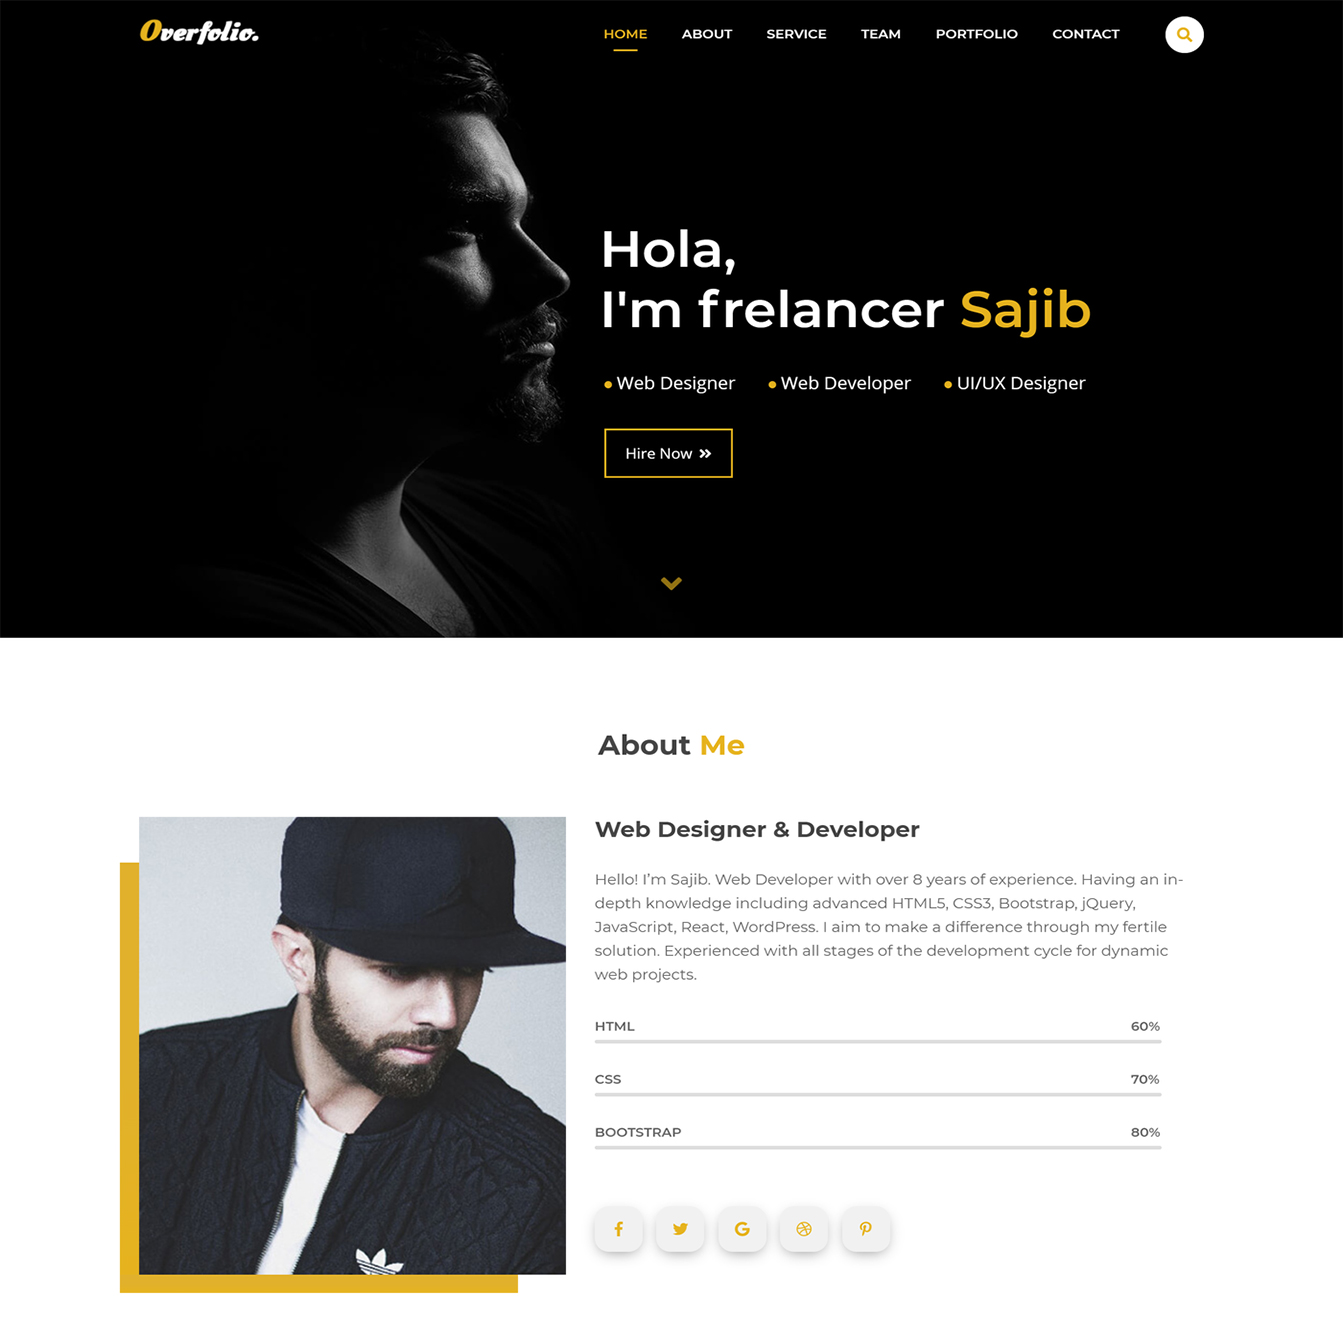 Overfolio.
HOME ABOUT SERVICE TEAM PORTFOLIO CONTACT
Hola,
I'm frelancer Sajib
Web Designer Web Developer UI/UX Designer
Hire Now
About Me
Web Designer & Developer
Hello! I’m Sajib. Web Developer with over 8 years of experience. Having an in-
depth knowledge including advanced HTML5, CSS3, Bootstrap, jQuery,
JavaScript, React, WordPress. I aim to make a difference through my fertile
solution. Experienced with all stages of the development cycle for dynamic
web projects.
HTML 60%
CSS 70%
BOOTSTRAP 80%